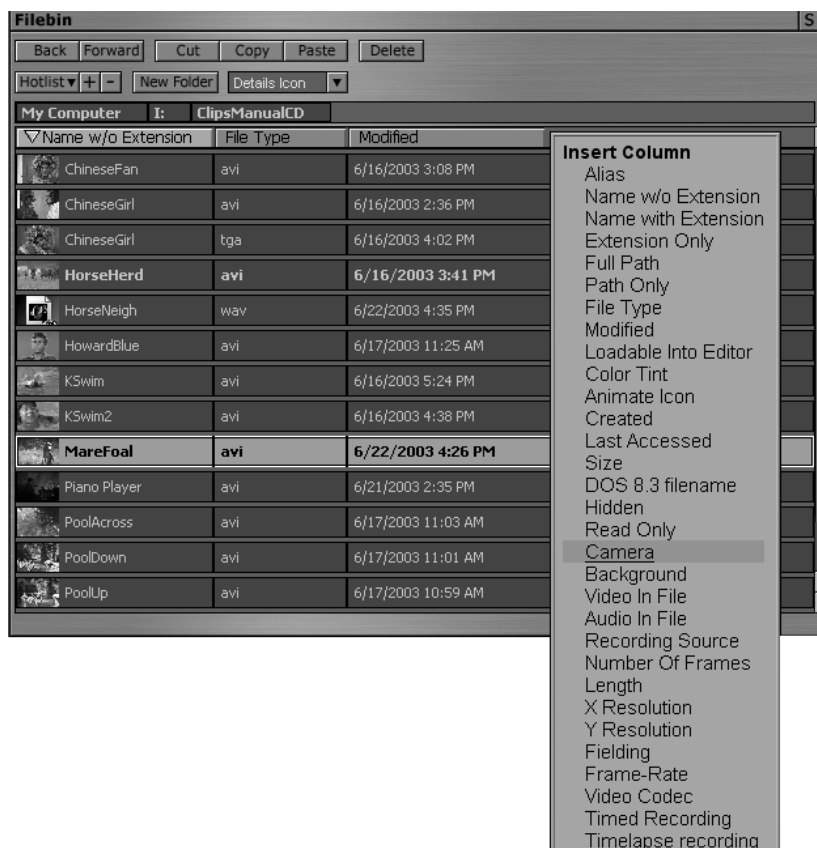 Filebin S
Back Forward Cut Copy Paste Delete
Hotlist + - New Folder Details Icon
My Computer I: ClipsManualCD
Name w/o Extension File Type Modified
ChineseFan avi 6/16/2003 3:08 PM
ChineseGirl avi 6/16/2003 2:36 PM
ChineseGirl tga 6/16/2003 4:02 PM
HorseHerd avi 6/16/2003 3:41 PM
HorseNeigh wav 6/22/2003 4:35 PM
HowardBlue avi 6/17/2003 11:25 AM
KSwim avi 6/16/2003 5:24 PM
KSwim2 avi 6/16/2003 4:38 PM
MareFoal avi 6/22/2003 4:26 PM
Piano Player avi 6/21/2003 2:35 PM
PoolAcross avi 6/17/2003 11:03 AM
PoolDown avi 6/17/2003 11:01 AM
PoolUp avi 6/17/2003 10:59 AM
Insert Column
Alias
Name w/o Extension
Name with Extension
Extension Only
Full Path
Path Only
File Type
Modified
Loadable Into Editor
Color Tint
Animate Icon
Created
Last Accessed
Size
DOS 8.3 filename
Hidden
Read Only
Camera
Background
Video In File
Audio In File
Recording Source
Number Of Frames
Length
X Resolution
Y Resolution
Fielding
Frame-Rate
Video Codec
Timed Recording
Timelapse recording